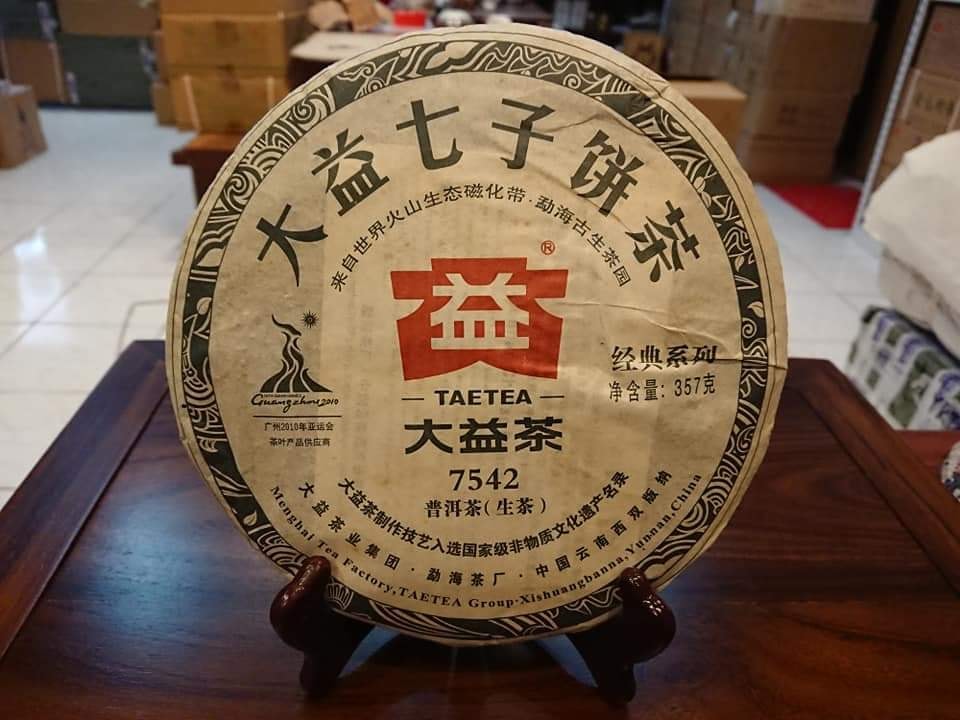 大益七子饼茶
来自世界火山生态磁化带·勐海古生茶园
®
益
TAETEA
大益茶
7542
普洱茶(生茶)
经典系列
净含量: 357克
Guangzhou 2010
广州2010年亚运会
茶叶产品供应商
大益茶制作技艺入选国家级非物质文化遗产名录
大益茶业集团·勐海茶厂·中国云南西双版纳
Menghai Tea Factory,TAETEA Group·Xishuangbanna,Yunnan,China